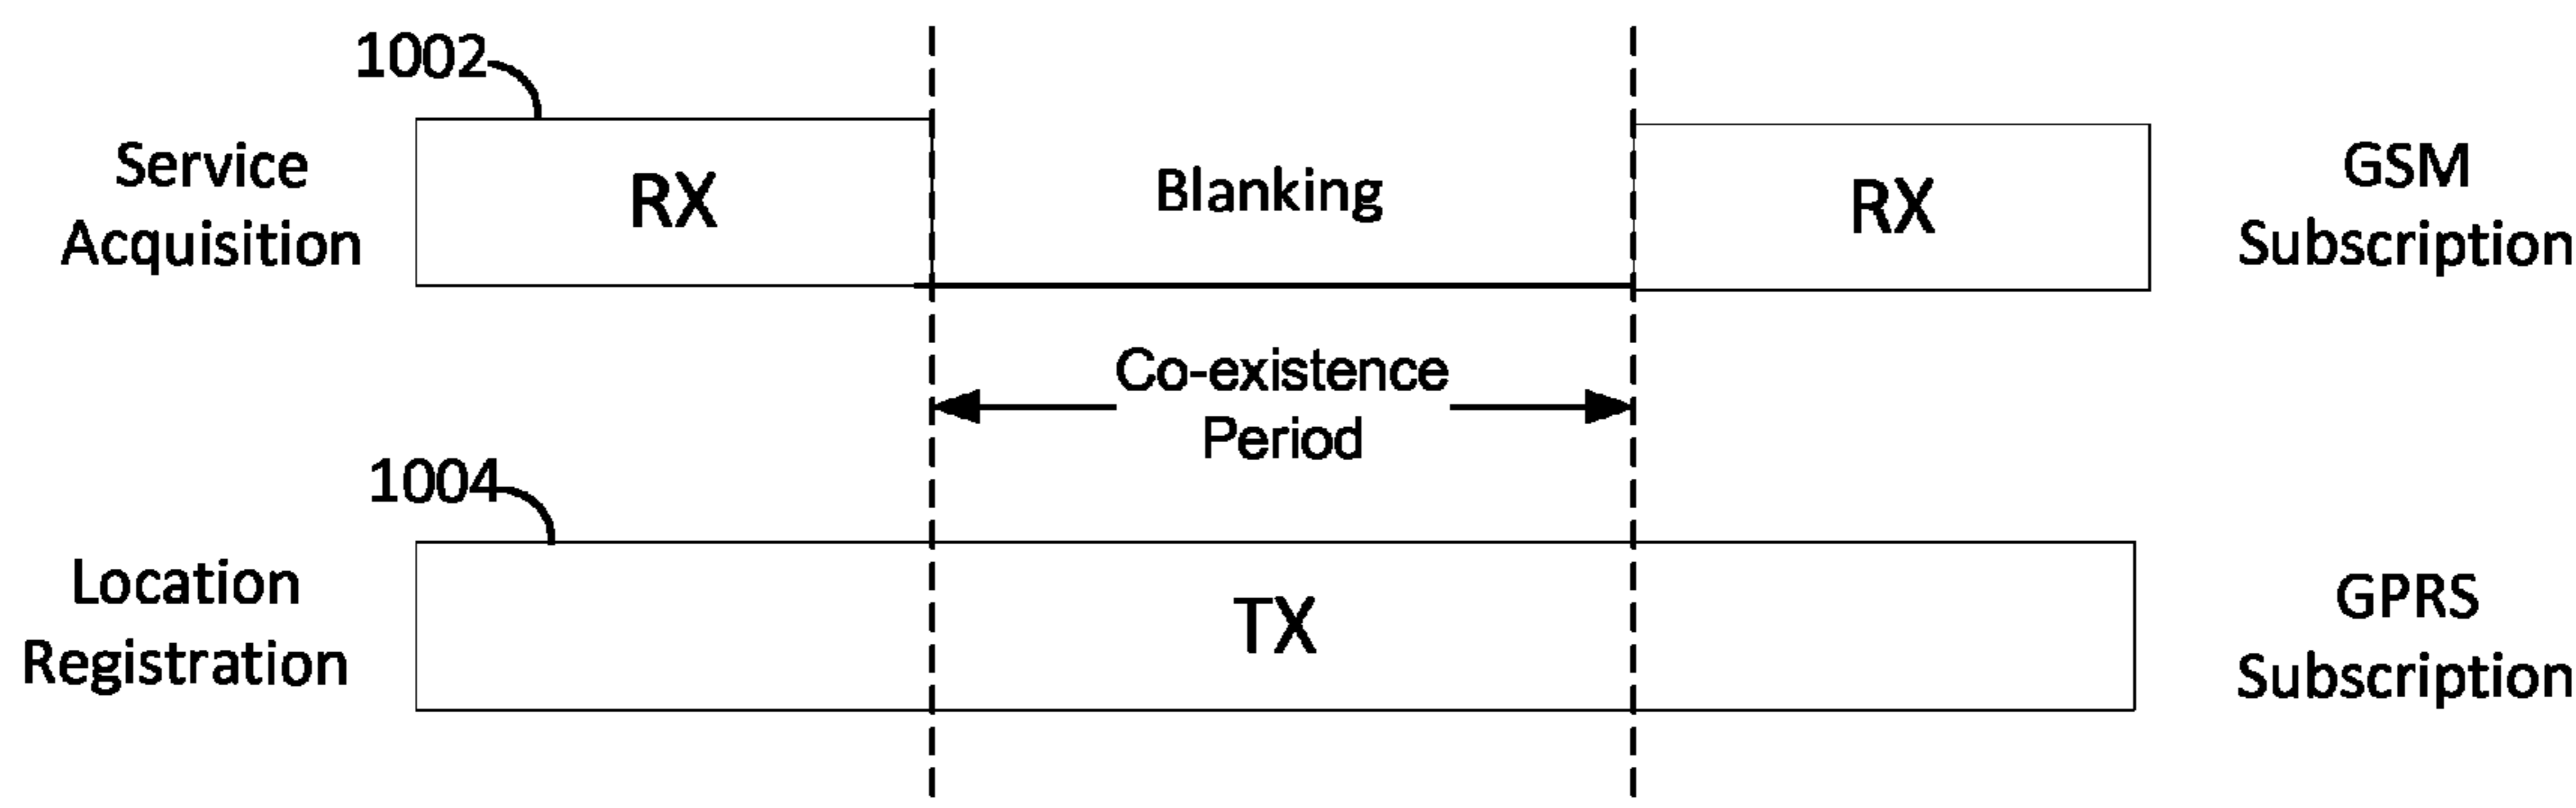 1002
Service
Acquisition
RX
Blanking
RX
GSM
Subscription
Co-existence
Period
1004
Location
Registration
TX
GPRS
Subscription